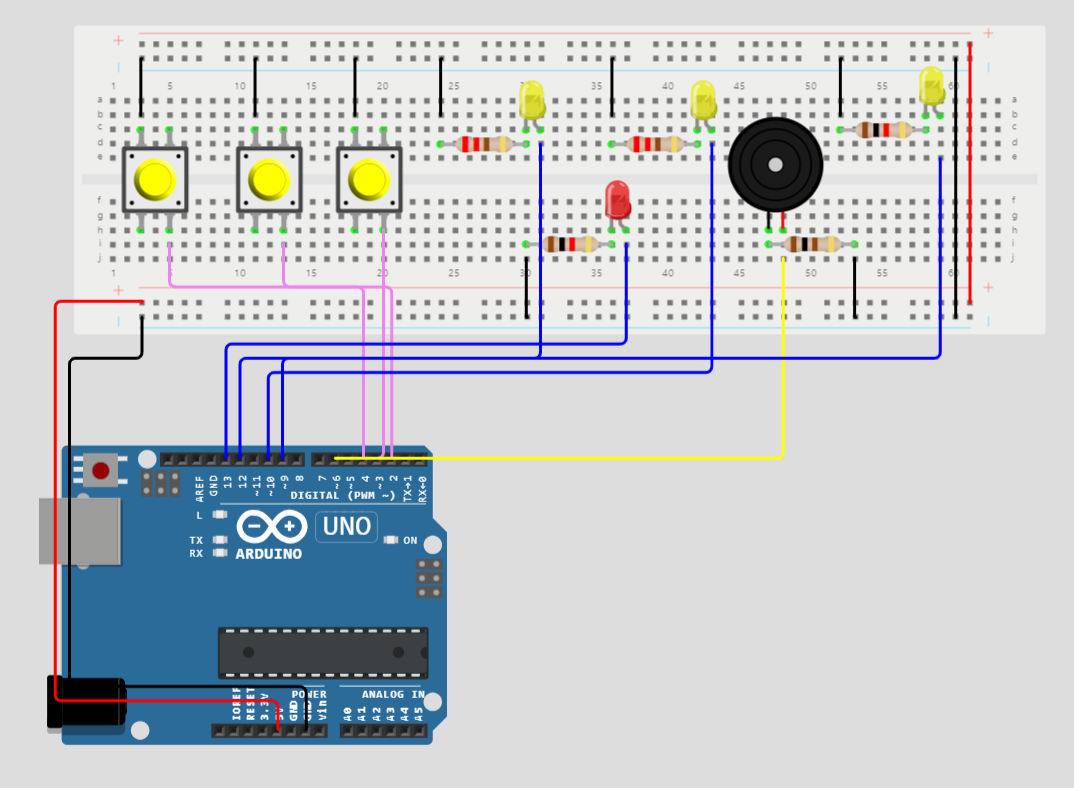 + +
1 5 10 15 20 25 30 35 40 45 50 55 60
a a
b b
c c
d d
e e
f f
g g
h h
i i
j j
1 5 10 15 20 25 30 35 40 45 50 55 60
+ +
AREF GND 13 12 ~11 ~10 ~9 8 7 ~6 ~5 4 ~3 2 TX→1 RX←0
DIGITAL (PWM ~)
L
UNO
TX ON
RX ARDUINO
POWER ANALOG IN
IOREF RESET 3.3V 5V GND GND Vin A0 A1 A2 A3 A4 A5